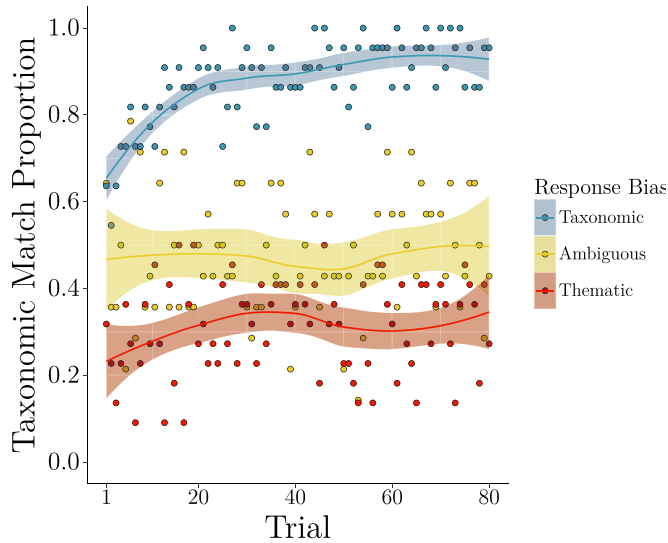 Taxonomic Match Proportion
1.0
0.8
0.6
0.4
0.2
0.0
1 20 40 60 80
Trial
Response Bias
Taxonomic
Ambiguous
Thematic